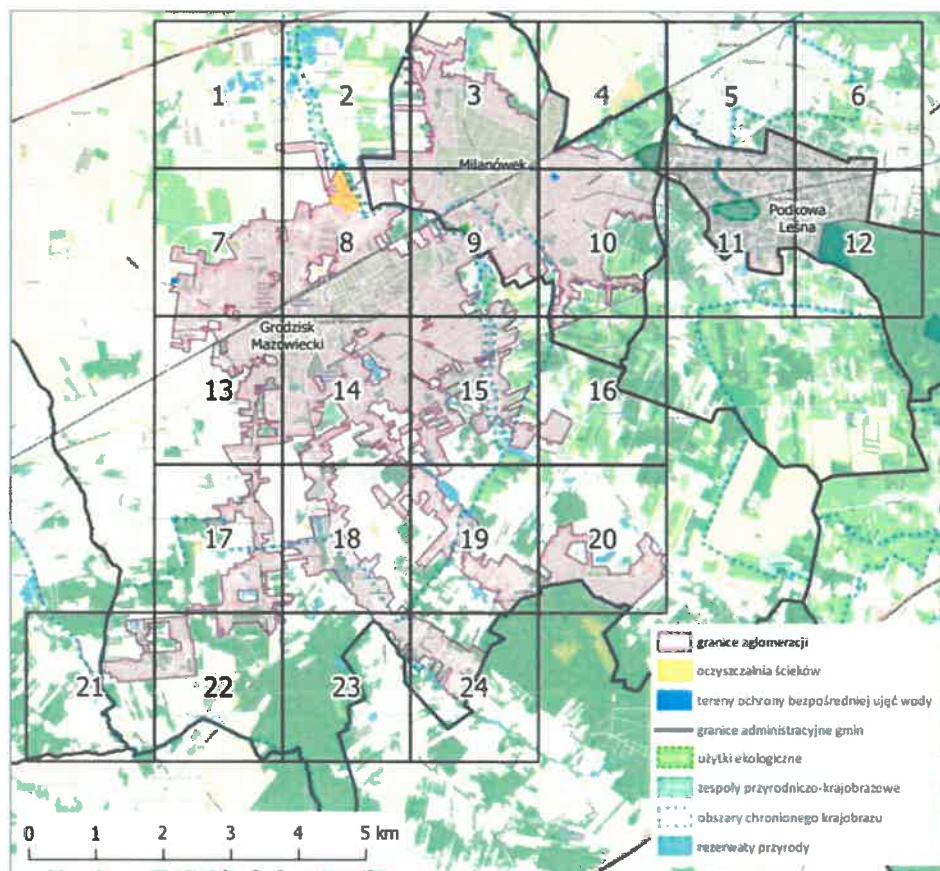 1
2
3
4
5
6
Milanówek
7
8
9
10
11
12
Podkowa
Leśna
Grodzisk
Mazowiecki
13
14
15
16
17
18
19
20
21
22
23
24
granice aglomeracji
oczyszczalnia ścieków
tereny ochrony bezpośredniej ujęć wody
granice administracyjne gmin
użytki ekologiczne
zespoły przyrodniczo-krajobrazowe
obszary chronionego krajobrazu
rezerwaty przyrody
0 1 2 3 4 5 km